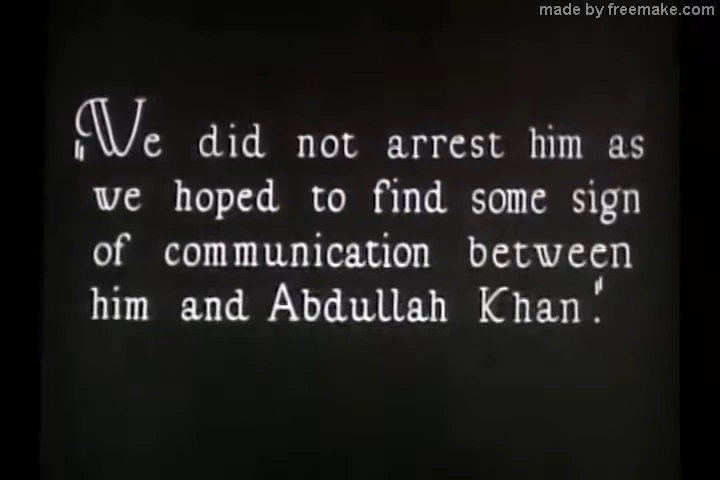 made by freemake.com
"We did not arrest him as
we hoped to find some sign
of communication between
him and Abdullah Khan."